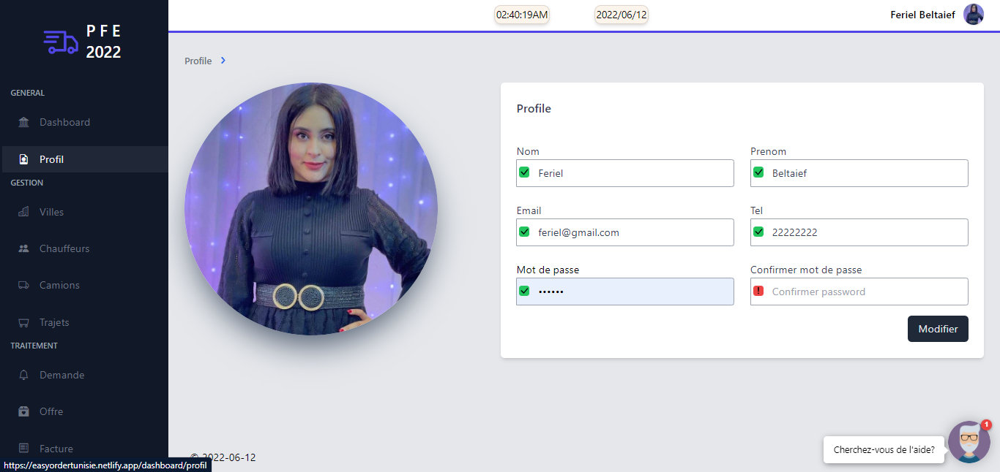 P F E
2022
02:40:19AM
2022/06/12
Feriel Beltaief
GENERAL
Dashboard
Profil
GESTION
Villes
Chauffeurs
Camions
Trajets
TRAITEMENT
Demande
Offre
Facture
https://easyordertunisie.netlify.app/dashboard/profil
Profile
Profile
Nom
Feriel
Prenom
Beltaief
Email
feriel@gmail.com
Tel
22222222
Mot de passe
••••••
Confirmer mot de passe
Confirmer password
Modifier
© 2022-06-12
Cherchez-vous de l'aide?
1